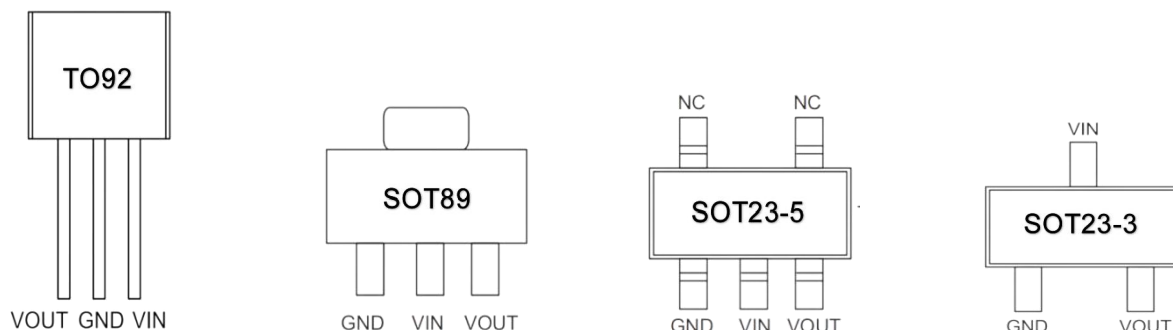 TO92
VOUT GND VIN
SOT89
GND VIN VOUT
NC NC
SOT23-5
GND VIN VOUT
VIN
SOT23-3
GND VOUT